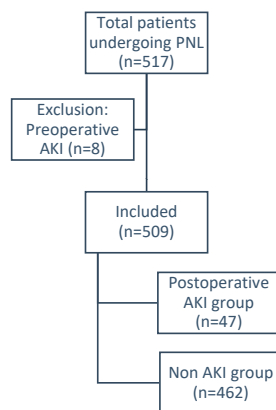 Total patients
undergoing PNL
(n=517)
Exclusion:
Preoperative
AKI (n=8)
Included
(n=509)
Postoperative
AKI group
(n=47)
Non AKI group
(n=462)